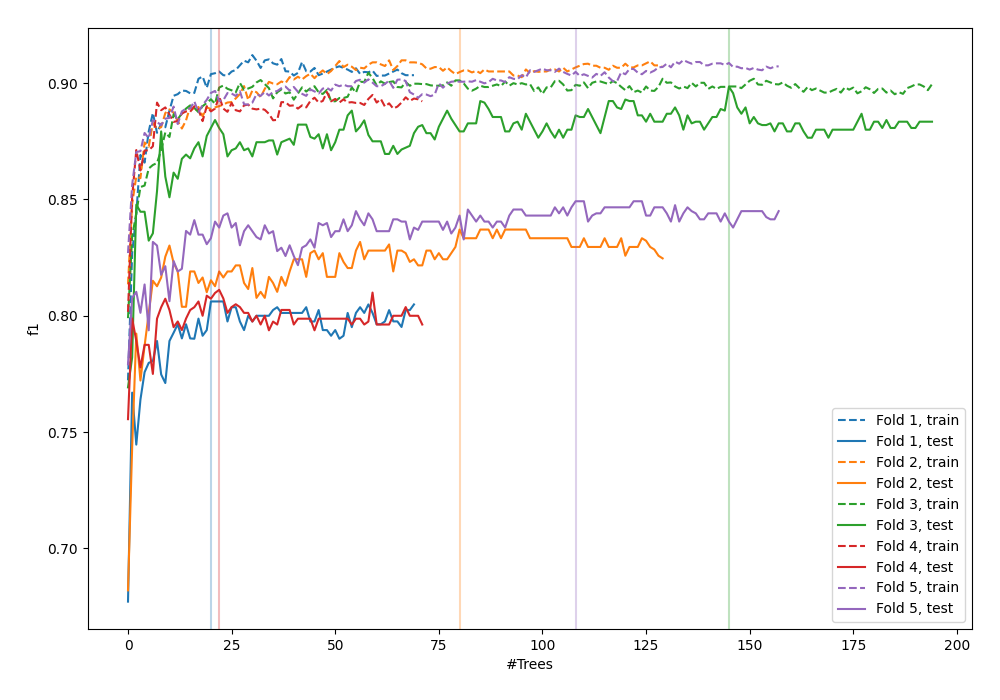 f1
0.90
0.85
0.80
0.75
0.70
0
25
50
75
100
125
150
175
200
#Trees
Fold 1, train
Fold 1, test
Fold 2, train
Fold 2, test
Fold 3, train
Fold 3, test
Fold 4, train
Fold 4, test
Fold 5, train
Fold 5, test